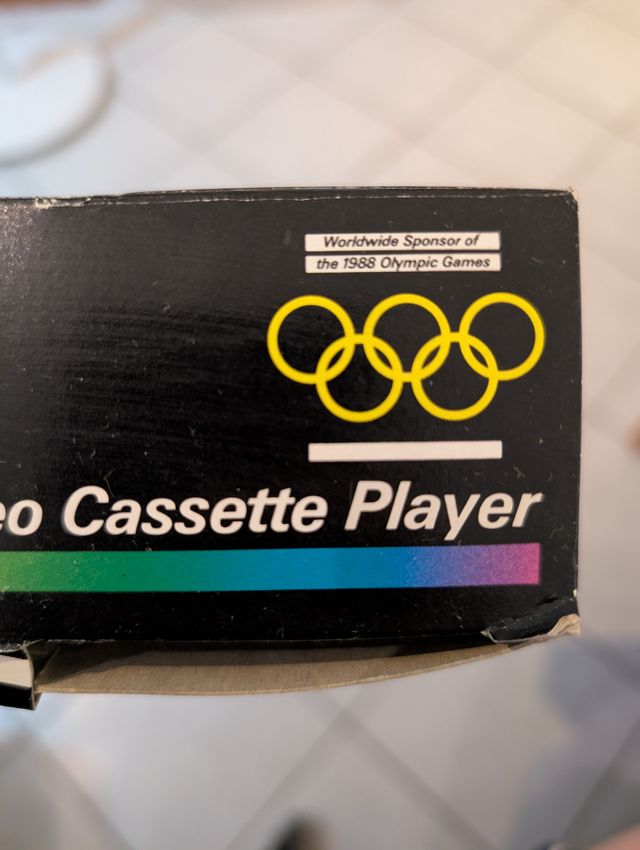 Worldwide Sponsor of
the 1988 Olympic Games
eo Cassette Player